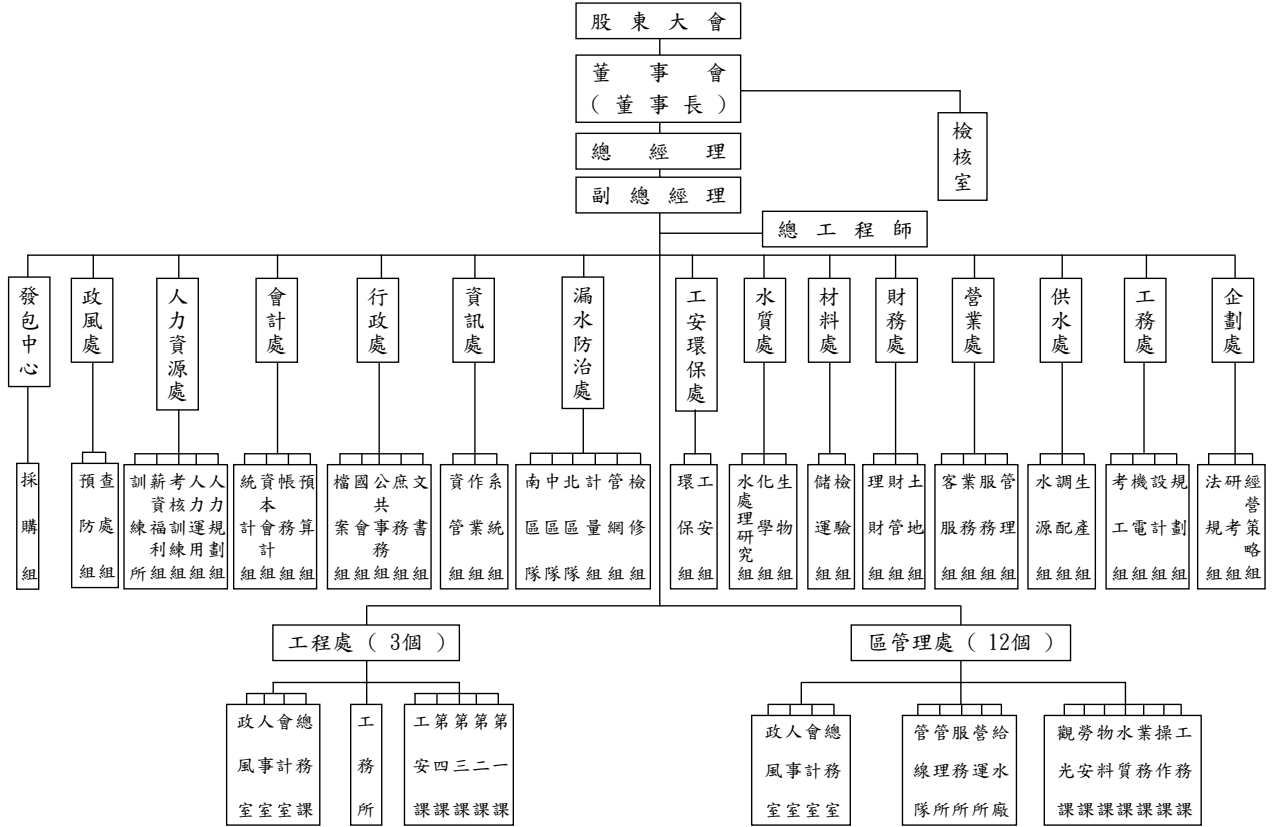 股東大會
董事會
(董事長)
檢核室
總經理
副總經理
總工程師
發包中心
政風處
人力資源處
會計處
行政處
資訊處
漏水防治處
工安環保處
水質處
材料處
財務處
營業處
供水處
工務處
企劃處
採購組
預防組
查處組
訓練所
薪資福利組
考核訓練組
人力運用組
人力規劃組
統計組
資本會計組
帳務組
預算組
檔案組
國會組
公共事務組
庶務組
文書組
資管組
作業組
系統組
南區隊
中區隊
北區隊
計量組
管網組
檢修組
環保組
工安組
水處理研究組
化學組
生物組
儲運組
檢驗組
理財組
財管組
土地組
客服組
業務組
服務組
管理組
水源組
調配組
生產組
考工組
機電組
設計組
規劃組
法規組
研考組
經營策略組
工程處(3個)
區管理處(12個)
政風室
人事室
會計室
總務課
工務所
工安課
第四課
第三課
第二課
第一課
政風室
人事室
會計室
總務室
管線隊
管理所
服務所
營運所
給水廠
觀光課
勞安課
物料課
水質課
業務課
操作課
工務課